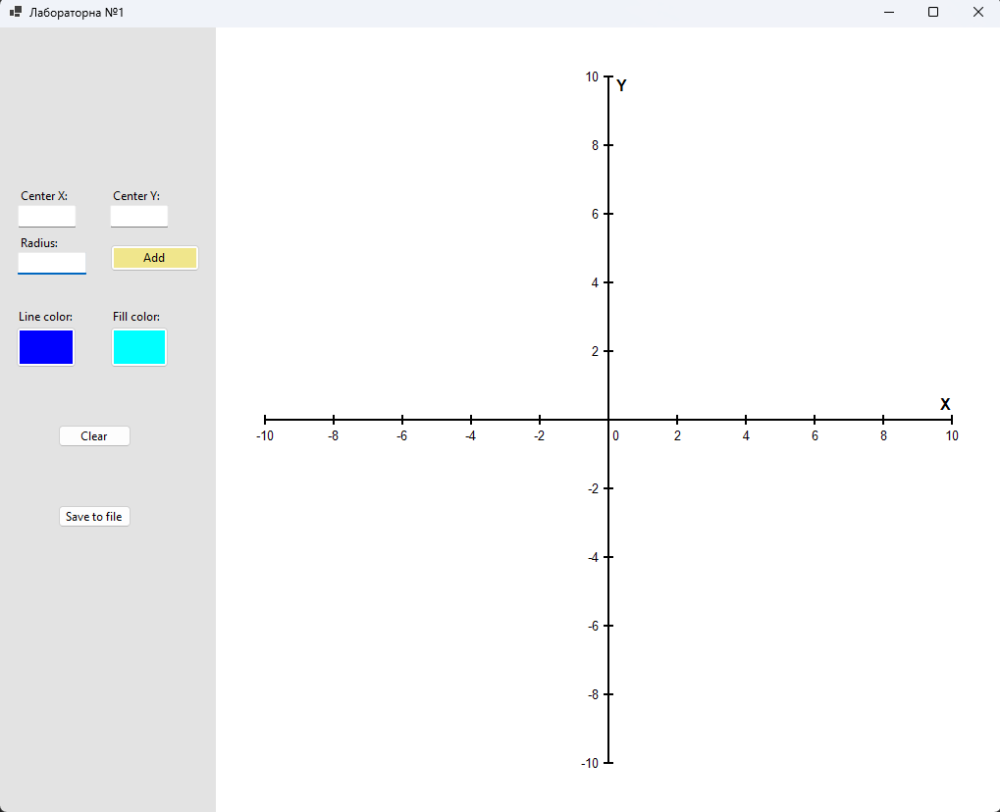 Лабораторна №1
Center X: Center Y:
Radius:
Add
Line color: Fill color:
Clear
Save to file
10
Y
8
6
4
2
X
-10 -8 -6 -4 -2 0 2 4 6 8 10
-2
-4
-6
-8
-10